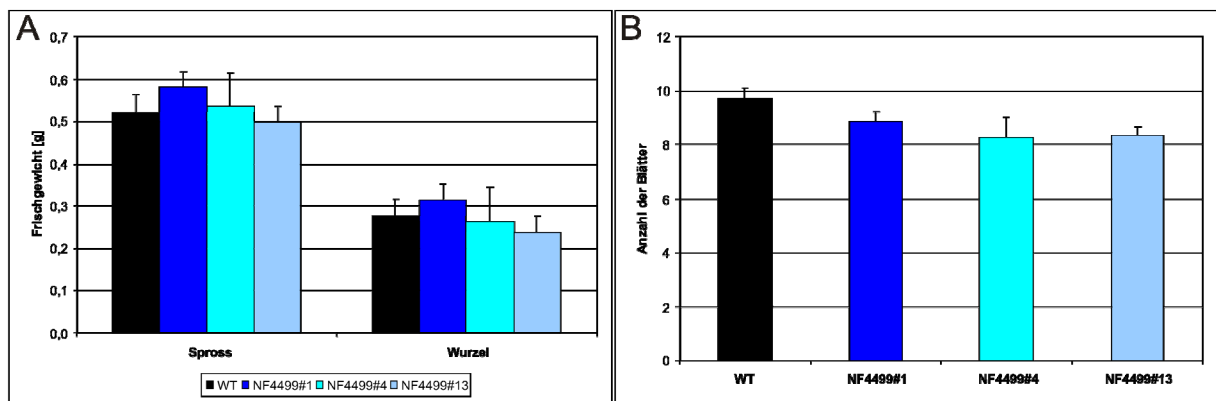 A
0,7
0,6
0,5
0,4
0,3
0,2
0,1
0,0
Frischgewicht [g]
Spross Wurzel
WT NF4499#1 NF4499#4 NF4499#13
B
12
10
8
6
4
2
0
Anzahl der Blätter
WT NF4499#1 NF4499#4 NF4499#13